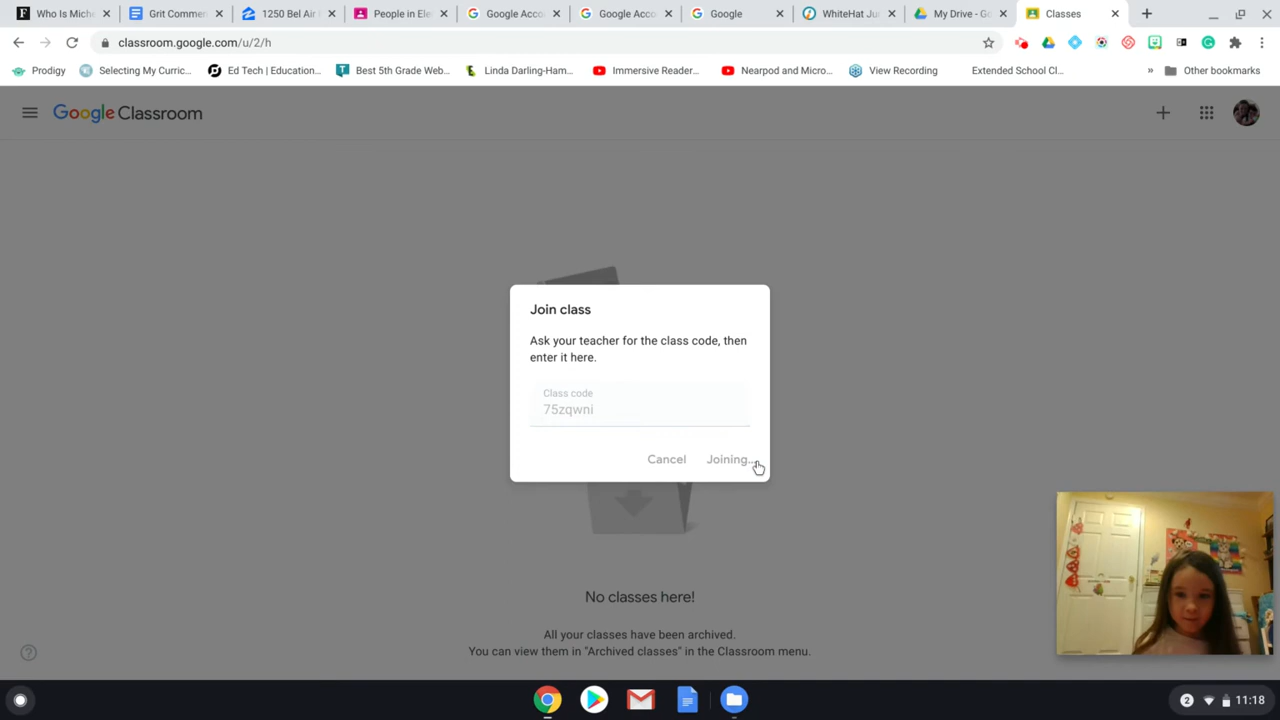 Who Is Mich
Grit Commen
1250 Bel Air
People in Ele
Google Acco
Google Acco
Google
WhiteHat Ju
My Drive - Go
Classes
classroom.google.com/u/2/h
Prodigy
Selecting My Curric...
Ed Tech | Education...
Best 5th Grade Web...
Linda Darling-Ham...
Immersive Reader...
Nearpod and Micro...
View Recording
Extended School Cl...
»
Other bookmarks
Google Classroom
Join class
Ask your teacher for the class code, then
enter it here.
Class code
75zqwni
Cancel
Joining...
No classes here!
All your classes have been archived.
You can view them in "Archived classes" in the Classroom menu.
2
11:18